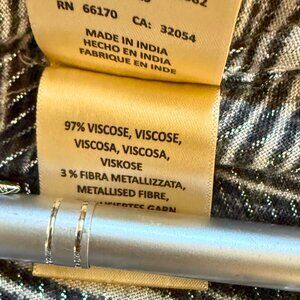 RN 66170 CA: 32054
MADE IN INDIA
HECHO EN INDIA
FABRIQUE EN INDE
97% VISCOSE, VISCOSE,
VISCOSA, VISCOSA,
VISKOSE
3 % FIBRA METALLIZZATA,
METALLISED FIBRE,
GARN